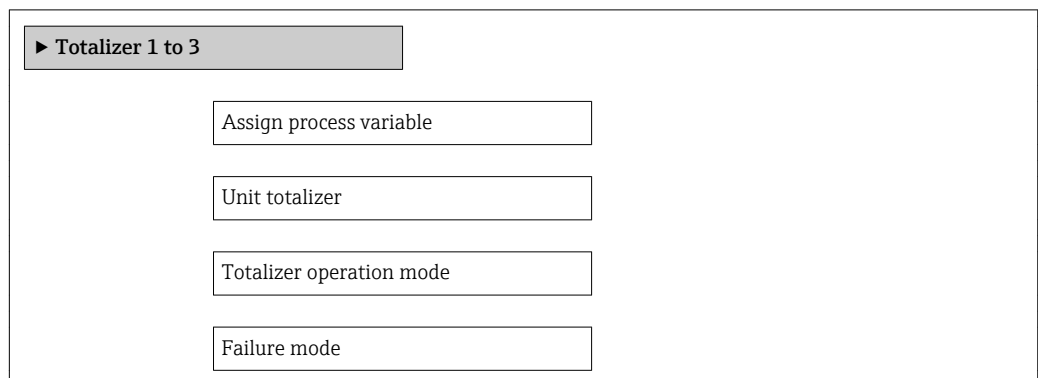 ▶ Totalizer 1 to 3
Assign process variable
Unit totalizer
Totalizer operation mode
Failure mode